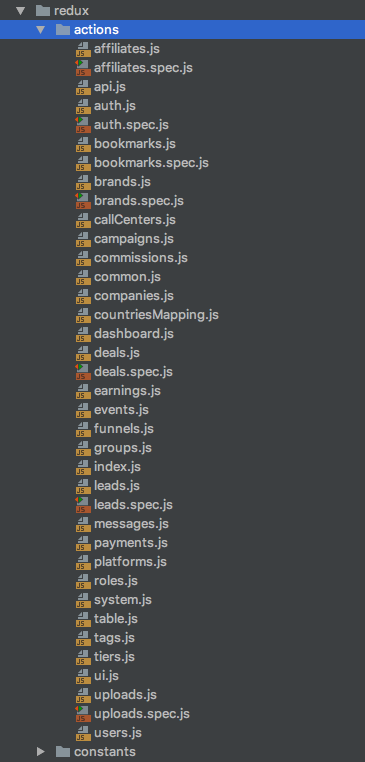 redux
actions
affiliates.js
affiliates.spec.js
api.js
auth.js
auth.spec.js
bookmarks.js
bookmarks.spec.js
brands.js
brands.spec.js
callCenters.js
campaigns.js
commissions.js
common.js
companies.js
countriesMapping.js
dashboard.js
deals.js
deals.spec.js
earnings.js
events.js
funnels.js
groups.js
index.js
leads.js
leads.spec.js
messages.js
payments.js
platforms.js
roles.js
system.js
table.js
tags.js
tiers.js
ui.js
uploads.js
uploads.spec.js
users.js
constants